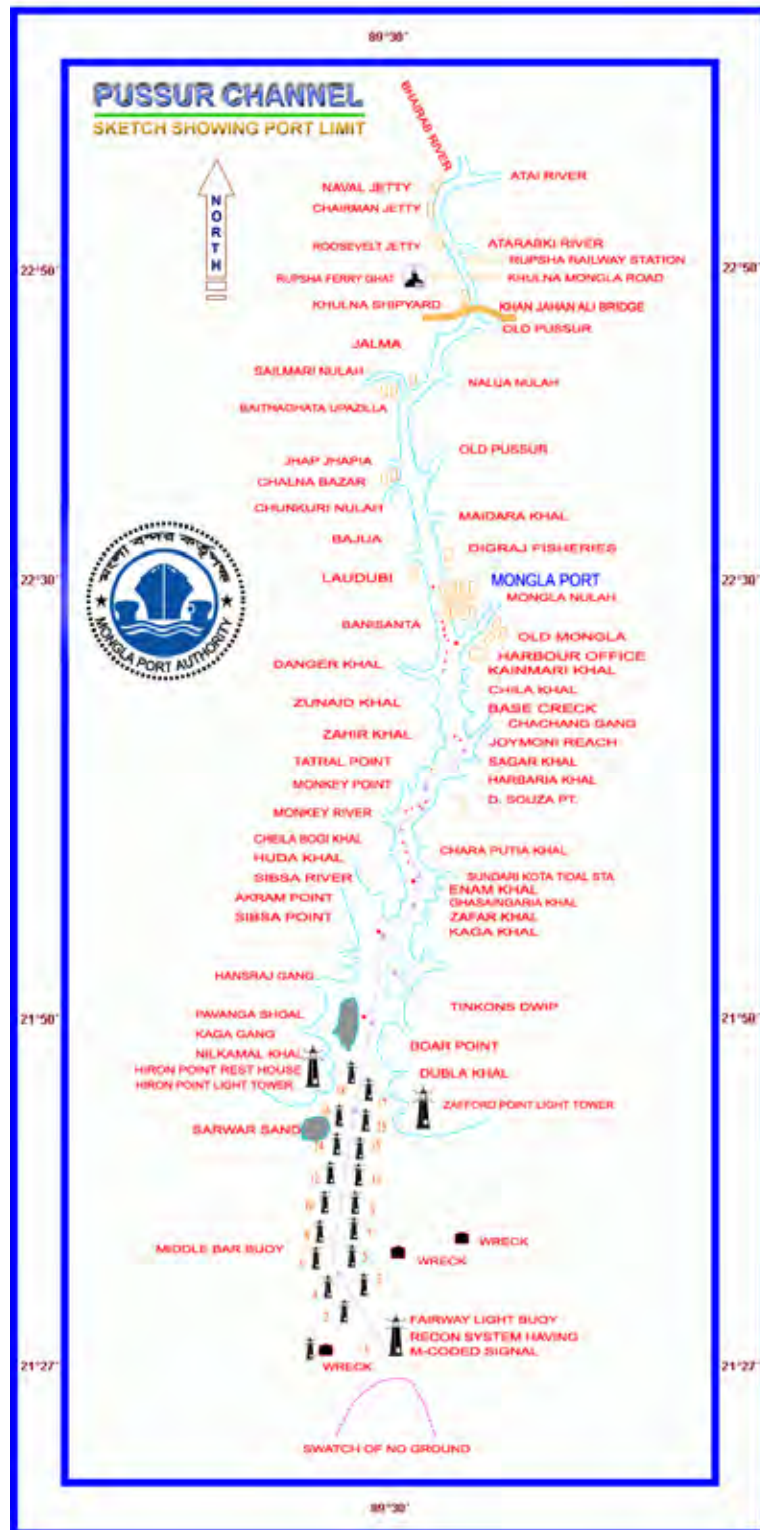 89°30'
PUSSUR CHANNEL
SKETCH SHOWING PORT LIMIT
NORTH
BHAIRAB RIVER
ATAI RIVER
NAVAL JETTY
CHAIRMAN JETTY
ROOSEVELT JETTY
ATARABKI RIVER
RUPSHA RAILWAY STATION
22°50'
22°50'
RUPSHA FERRY GHAT
KHULNA MONGLA ROAD
KHULNA SHIPYARD
KHAN JAHAN ALI BRIDGE
OLD PUSSUR
JALMA
SAILMARI NULAH
NALUA NULAH
BAITHAGHATA UPAZILLA
OLD PUSSUR
JHAP JHAPIA
CHALNA BAZAR
CHUNKURI NULAH
MAIDARA KHAL
BAJUA
DIGRAJ FISHERIES
মংলা বন্দর কর্তৃপক্ষ
MONGLA PORT AUTHORITY
22°30'
22°30'
LAUDUBI
MONGLA PORT
MONGLA NULAH
BANISANTA
OLD MONGLA
HARBOUR OFFICE
DANGER KHAL
KAINMARI KHAL
CHILA KHAL
ZUNAID KHAL
BASE CRECK
CHACHANG GANG
ZAHIR KHAL
JOYMONI REACH
TATRAL POINT
SAGAR KHAL
MONKEY POINT
HARBARIA KHAL
D. SOUZA PT.
MONKEY RIVER
CHEILA BOGI KHAL
CHARA PUTIA KHAL
HUDA KHAL
SIBSA RIVER
SUNDARI KOTA TIDAL STA
ENAM KHAL
AKRAM POINT
GHASAINGARIA KHAL
SIBSA POINT
ZAFAR KHAL
KAGA KHAL
HANSRAJ GANG
TINKONS DWIP
21°50'
21°50'
PAVANGA SHOAL
KAGA GANG
BOAR POINT
NILKAMAL KHAL
HIRON POINT REST HOUSE
DUBLA KHAL
HIRON POINT LIGHT TOWER
ZAFFORD POINT LIGHT TOWER
SARWAR SAND
MIDDLE BAR BUOY
WRECK
WRECK
FAIRWAY LIGHT BUOY
RECON SYSTEM HAVING
M-CODED SIGNAL
21°27'
21°27'
WRECK
SWATCH OF NO GROUND
89°30'